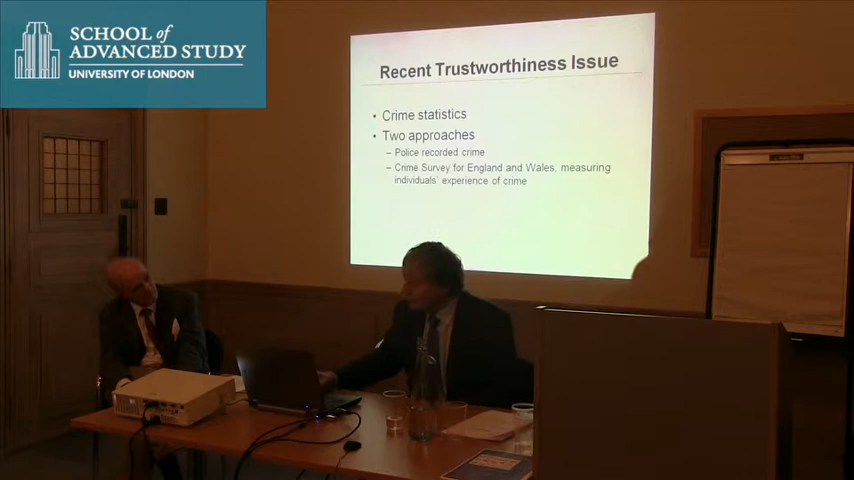 SCHOOL of
ADVANCED STUDY
UNIVERSITY OF LONDON
Recent Trustworthiness Issue
• Crime statistics
• Two approaches
– Police recorded crime
– Crime Survey for England and Wales, measuring
individuals' experience of crime